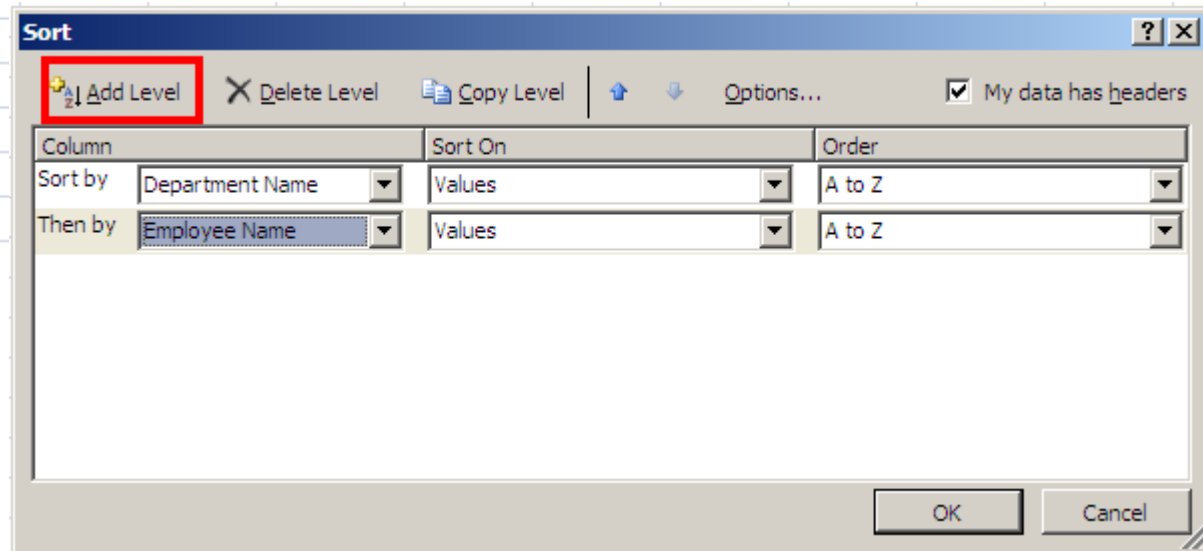 Sort
Add Level Delete Level Copy Level Options... My data has headers
Column Sort On Order
Sort by Department Name Values A to Z
Then by Employee Name Values A to Z
OK Cancel